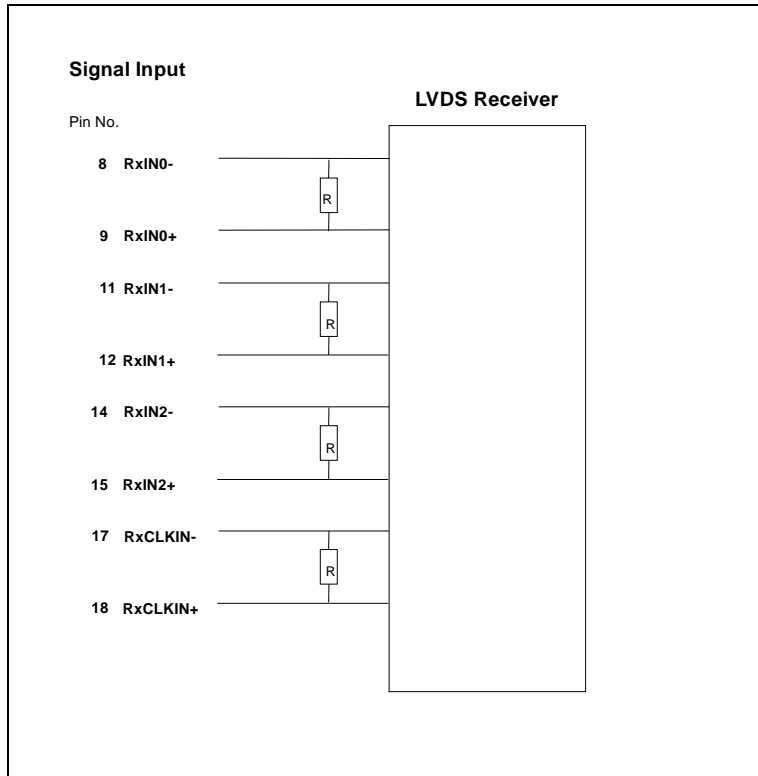 Signal Input
LVDS Receiver
Pin No.
8 RxIN0-
R
9 RxIN0+
11 RxIN1-
R
12 RxIN1+
14 RxIN2-
R
15 RxIN2+
17 RxCLKIN-
R
18 RxCLKIN+